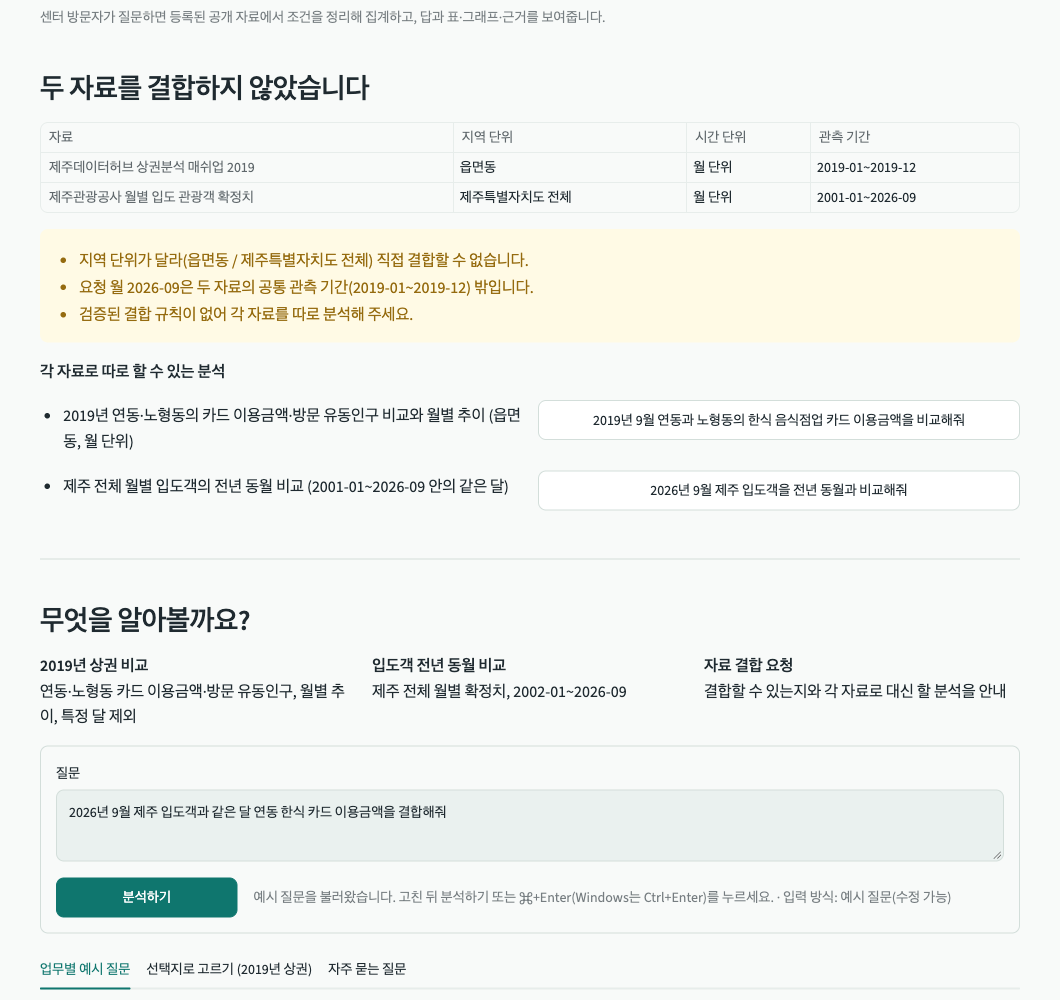 센터 방문자가 질문하면 등록된 공개 자료에서 조건을 정리해 집계하고, 답과 표·그래프·근거를 보여줍니다.
두 자료를 결합하지 않았습니다
자료 지역 단위 시간 단위 관측 기간
제주데이터허브 상권분석 매쉬업 2019 읍면동 월 단위 2019-01~2019-12
제주관광공사 월별 입도 관광객 확정치 제주특별자치도 전체 월 단위 2001-01~2026-09
• 지역 단위가 달라(읍면동 / 제주특별자치도 전체) 직접 결합할 수 없습니다.
• 요청 월 2026-09은 두 자료의 공통 관측 기간(2019-01~2019-12) 밖입니다.
• 검증된 결합 규칙이 없어 각 자료를 따로 분석해 주세요.
각 자료로 따로 할 수 있는 분석
• 2019년 연동·노형동의 카드 이용금액·방문 유동인구 비교와 월별 추이 (읍면
동, 월 단위)
2019년 9월 연동과 노형동의 한식 음식점업 카드 이용금액을 비교해줘
• 제주 전체 월별 입도객의 전년 동월 비교 (2001-01~2026-09 안의 같은 달)
2026년 9월 제주 입도객을 전년 동월과 비교해줘
무엇을 알아볼까요?
2019년 상권 비교
연동·노형동 카드 이용금액·방문 유동인구, 월별 추
이, 특정 달 제외
입도객 전년 동월 비교
제주 전체 월별 확정치, 2002-01~2026-09
자료 결합 요청
결합할 수 있는지와 각 자료로 대신 할 분석을 안내
질문
2026년 9월 제주 입도객과 같은 달 연동 한식 카드 이용금액을 결합해줘
분석하기
예시 질문을 불러왔습니다. 고친 뒤 분석하기 또는 ⌘+Enter(Windows는 Ctrl+Enter)를 누르세요. · 입력 방식: 예시 질문(수정 가능)
업무별 예시 질문 선택지로 고르기 (2019년 상권) 자주 묻는 질문